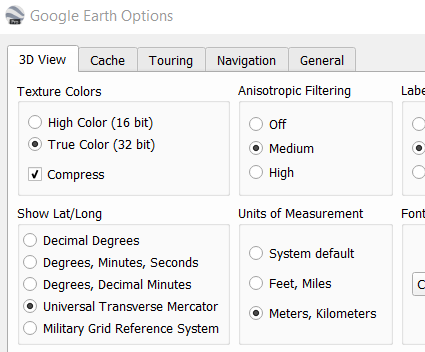 Google Earth Options
3D View
Cache
Touring
Navigation
General
Texture Colors
High Color (16 bit)
True Color (32 bit)
Compress
Anisotropic Filtering
Off
Medium
High
Labe
Show Lat/Long
Decimal Degrees
Degrees, Minutes, Seconds
Degrees, Decimal Minutes
Universal Transverse Mercator
Military Grid Reference System
Units of Measurement
System default
Feet, Miles
Meters, Kilometers
Font
C